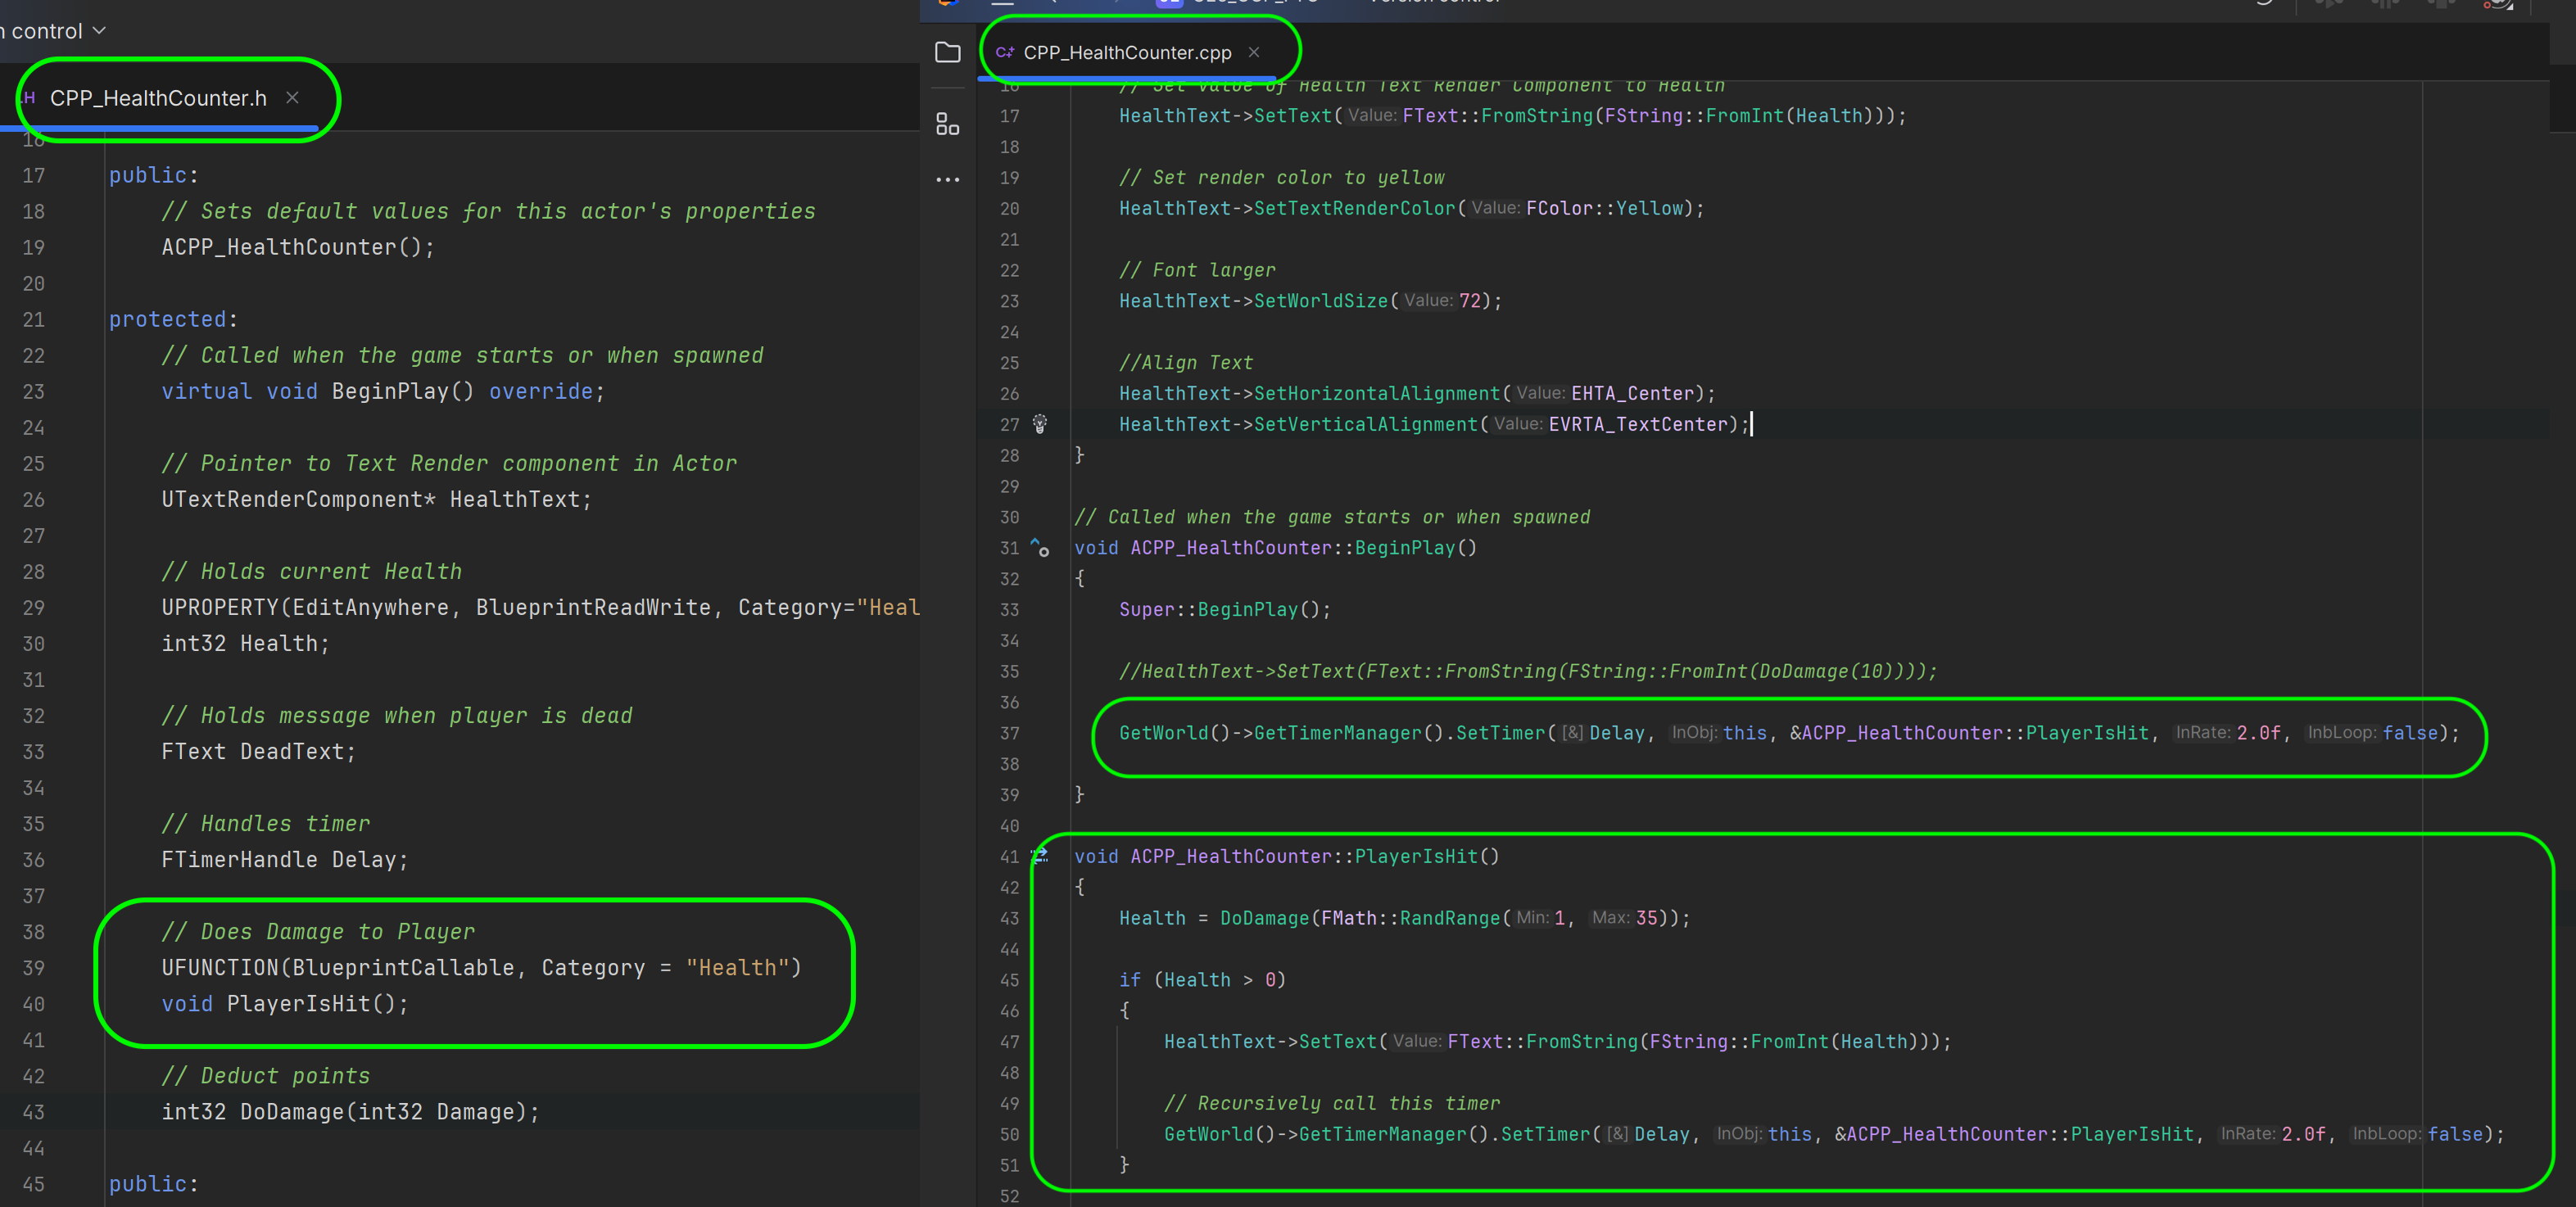 control
CPP_HealthCounter.h
17 public:
18 // Sets default values for this actor's properties
19 ACPP_HealthCounter();
20
21 protected:
22 // Called when the game starts or when spawned
23 virtual void BeginPlay() override;
24
25 // Pointer to Text Render component in Actor
26 UTextRenderComponent* HealthText;
27
28 // Holds current Health
29 UPROPERTY(EditAnywhere, BlueprintReadWrite, Category="Heal
30 int32 Health;
31
32 // Holds message when player is dead
33 FText DeadText;
34
35 // Handles timer
36 FTimerHandle Delay;
37
38 // Does Damage to Player
39 UFUNCTION(BlueprintCallable, Category = "Health")
40 void PlayerIsHit();
41
42 // Deduct points
43 int32 DoDamage(int32 Damage);
44
45 public:
CPP_HealthCounter.cpp
16 // Set value of Health Text Render Component to Health
17 HealthText->SetText(Value: FText::FromString(FString::FromInt(Health)));
18
19 // Set render color to yellow
20 HealthText->SetTextRenderColor(Value: FColor::Yellow);
21
22 // Font larger
23 HealthText->SetWorldSize(Value: 72);
24
25 //Align Text
26 HealthText->SetHorizontalAlignment(Value: EHTA_Center);
27 HealthText->SetVerticalAlignment(Value: EVRTA_TextCenter);
28 }
29
30 // Called when the game starts or when spawned
31 void ACPP_HealthCounter::BeginPlay()
32 {
33 Super::BeginPlay();
34
35 //HealthText->SetText(FText::FromString(FString::FromInt(DoDamage(10))));
36
37 GetWorld()->GetTimerManager().SetTimer([&] Delay, InObj: this, &ACPP_HealthCounter::PlayerIsHit, InRate: 2.0f, InbLoop: false);
38
39 }
40
41 void ACPP_HealthCounter::PlayerIsHit()
42 {
43 Health = DoDamage(FMath::RandRange(Min: 1, Max: 35));
44
45 if (Health > 0)
46 {
47 HealthText->SetText(Value: FText::FromString(FString::FromInt(Health)));
48
49 // Recursively call this timer
50 GetWorld()->GetTimerManager().SetTimer([&] Delay, InObj: this, &ACPP_HealthCounter::PlayerIsHit, InRate: 2.0f, InbLoop: false);
51 }
52